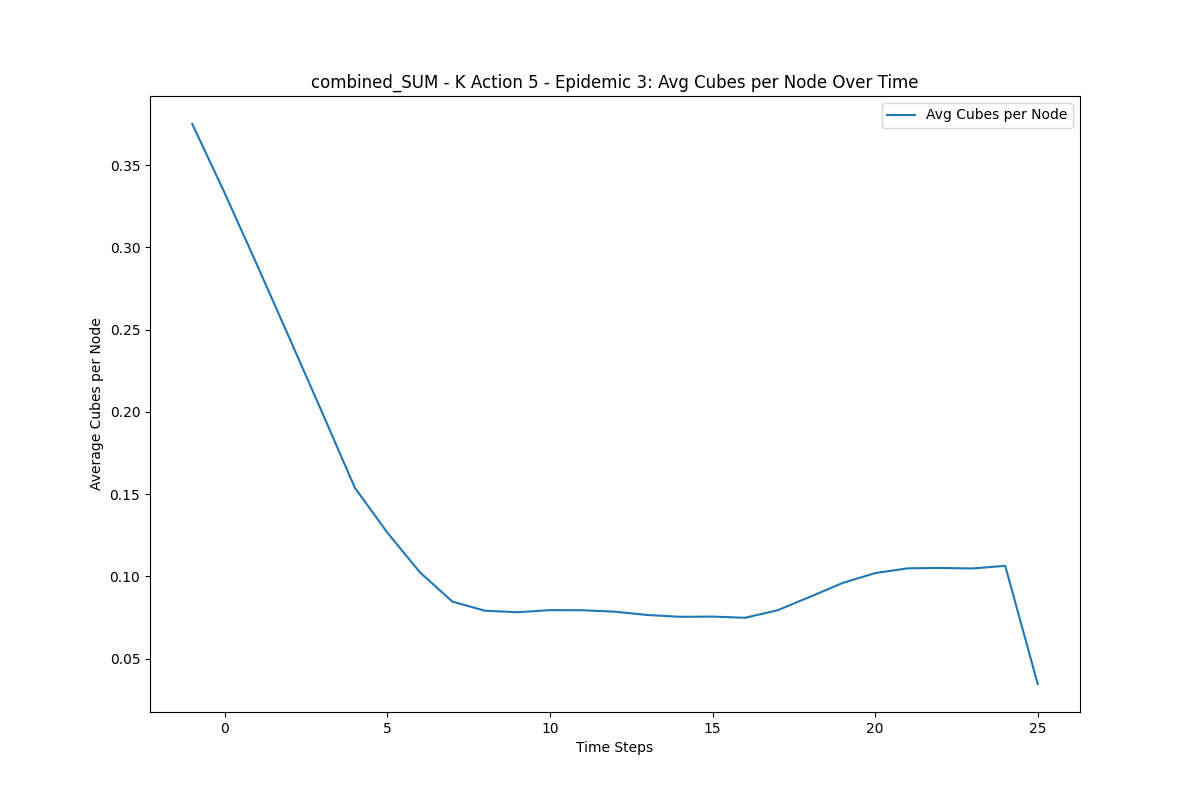 combined_SUM - K Action 5 - Epidemic 3: Avg Cubes per Node Over Time
Avg Cubes per Node
Average Cubes per Node
0.35
0.30
0.25
0.20
0.15
0.10
0.05
0 5 10 15 20 25
Time Steps